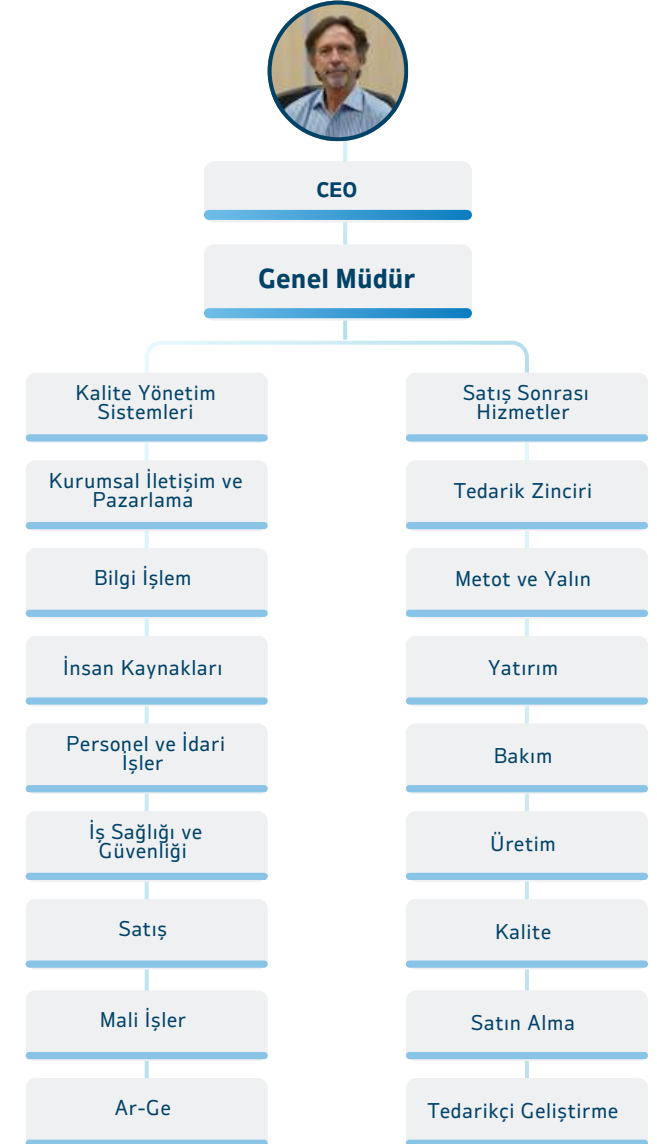 CEO
Genel Müdür
Kalite Yönetim
Sistemleri
Kurumsal İletişim ve
Pazarlama
Bilgi İşlem
İnsan Kaynakları
Personel ve İdari
İşler
İş Sağlığı ve
Güvenliği
Satış
Mali İşler
Ar-Ge
Satış Sonrası
Hizmetler
Tedarik Zinciri
Metot ve Yalın
Yatırım
Bakım
Üretim
Kalite
Satın Alma
Tedarikçi Geliştirme